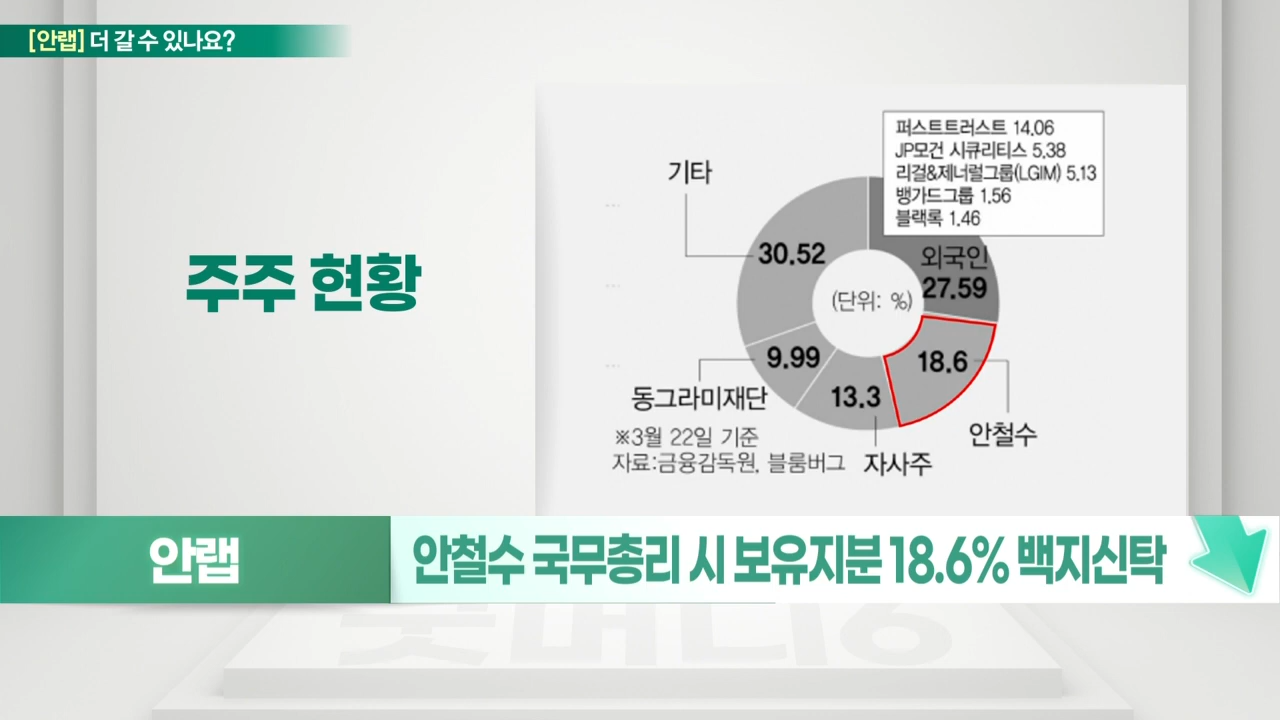 [안랩] 더 갈 수 있나요?
주주 현황
퍼스트트러스트 14.06
JP모건 시큐리티스 5.38
리걸&제너럴그룹(LGIM) 5.13
뱅가드그룹 1.56
블랙록 1.46
기타
30.52
외국인
27.59
(단위: %)
9.99
18.6
13.3
동그라미재단
안철수
자사주
※3월 22일 기준
자료:금융감독원, 블룸버그
안랩
안철수 국무총리 시 보유지분 18.6% 백지신탁